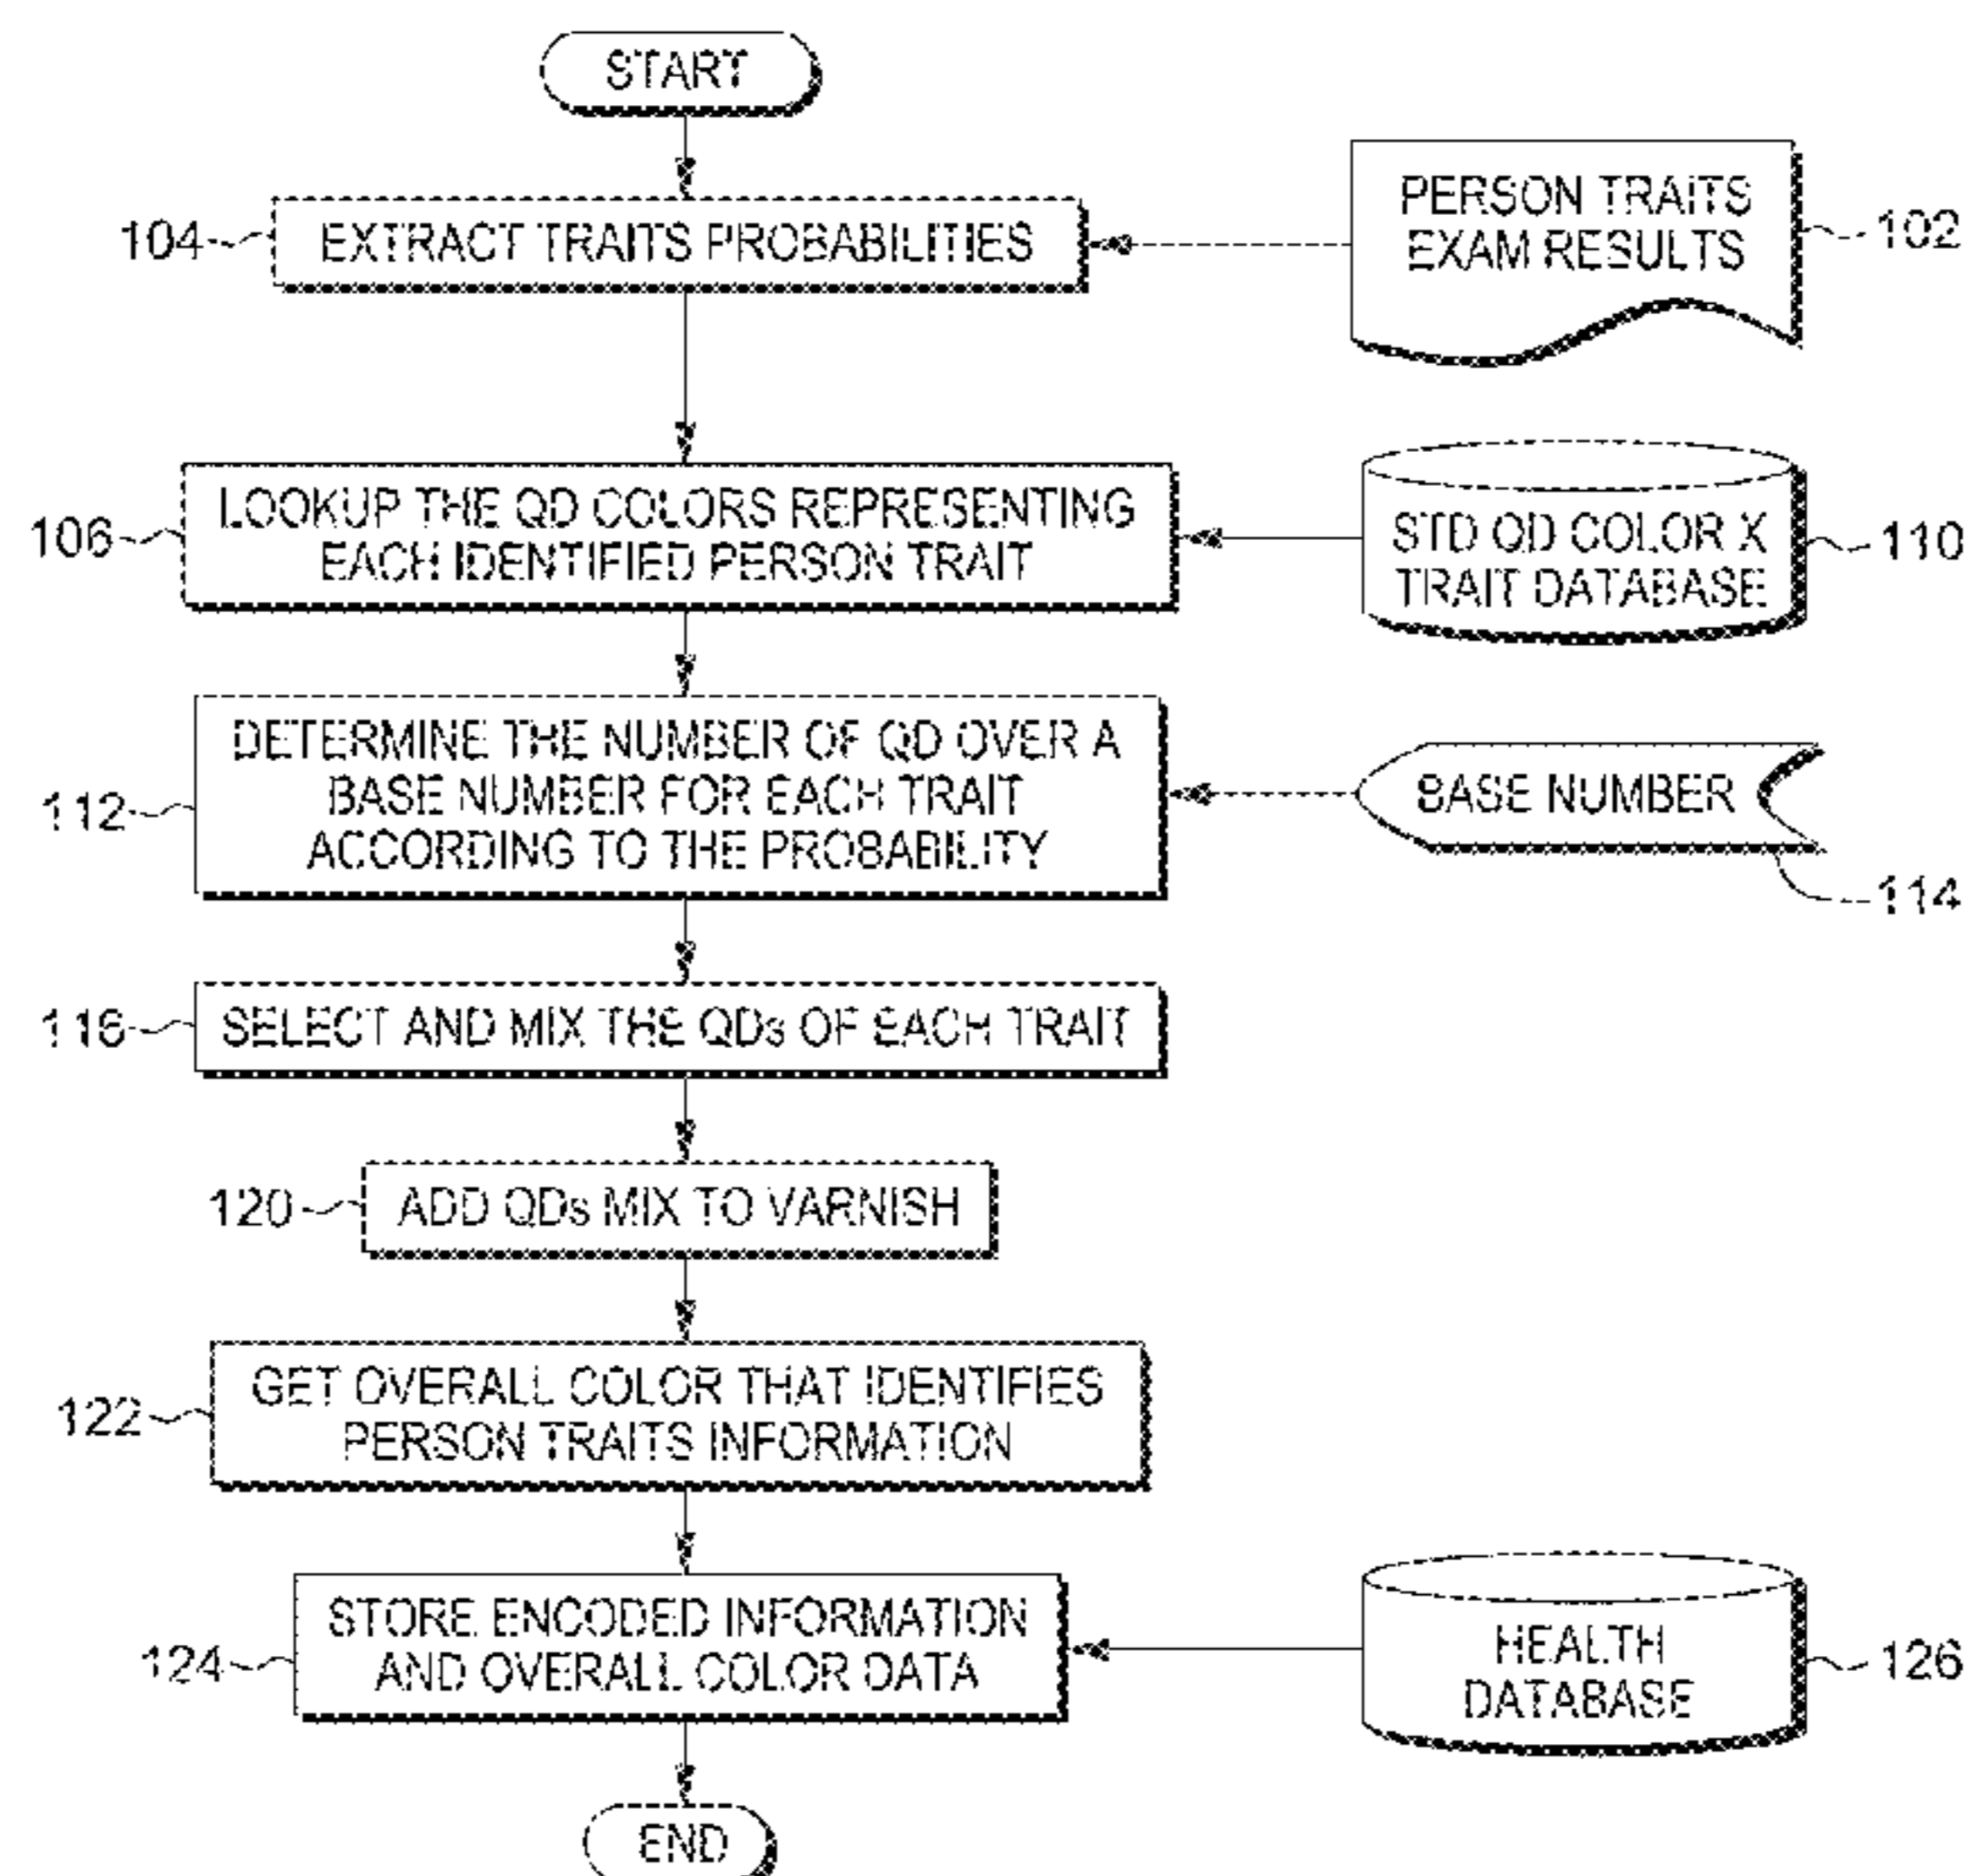 START
104
EXTRACT TRAITS PROBABILITIES
PERSON TRAITS
EXAM RESULTS
102
106
LOOKUP THE QD COLORS REPRESENTING
EACH IDENTIFIED PERSON TRAIT
STD QD COLOR X
TRAIT DATABASE
110
112
DETERMINE THE NUMBER OF QD OVER A
BASE NUMBER FOR EACH TRAIT
ACCORDING TO THE PROBABILITY
BASE NUMBER
114
116
SELECT AND MIX THE QDs OF EACH TRAIT
120
ADD QDs MIX TO VARNISH
122
GET OVERALL COLOR THAT IDENTIFIES
PERSON TRAITS INFORMATION
124
STORE ENCODED INFORMATION
AND OVERALL COLOR DATA
HEALTH
DATABASE
126
END